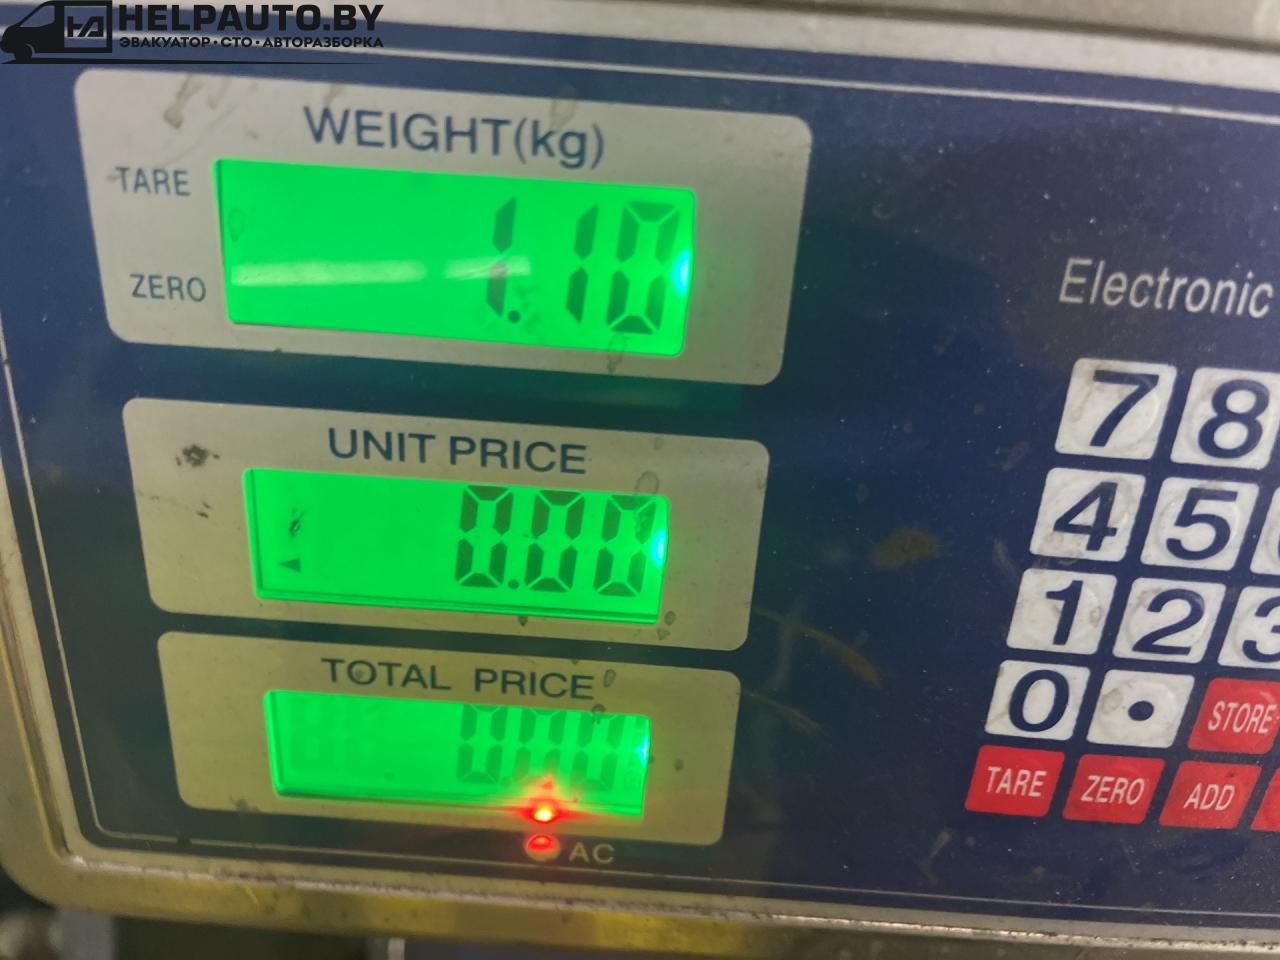 HELPAUTO.BY
ЭВАКУАТОР·СТО·АВТОРАЗБОРКА
WEIGHT(kg)
TARE
1.10
ZERO
Electronic
UNIT PRICE
0.00
TOTAL PRICE
0.00
AC
7 8
4 5
1 2 3
0 • STORE
TARE ZERO ADD